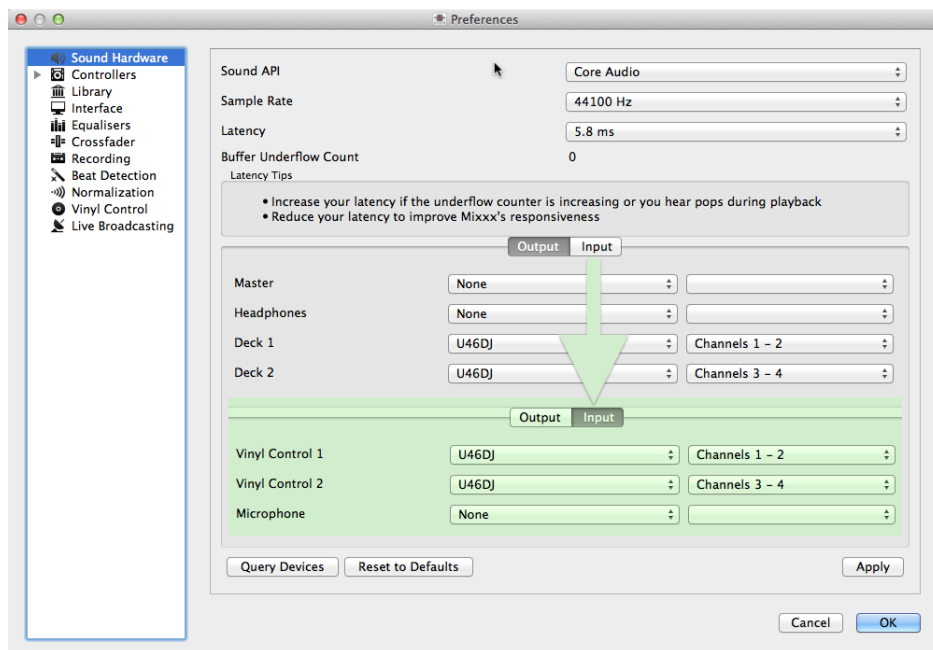 Preferences
Sound Hardware
Controllers
Library
Interface
Equalisers
Crossfader
Recording
Beat Detection
Normalization
Vinyl Control
Live Broadcasting
Sound API Core Audio
Sample Rate 44100 Hz
Latency 5.8 ms
Buffer Underflow Count 0
Latency Tips
• Increase your latency if the underflow counter is increasing or you hear pops during playback
• Reduce your latency to improve Mixxx's responsiveness
Output Input
Master None
Headphones None
Deck 1 U46DJ Channels 1 – 2
Deck 2 U46DJ Channels 3 – 4
Output Input
Vinyl Control 1 U46DJ Channels 1 – 2
Vinyl Control 2 U46DJ Channels 3 – 4
Microphone None
Query Devices Reset to Defaults Apply
Cancel OK